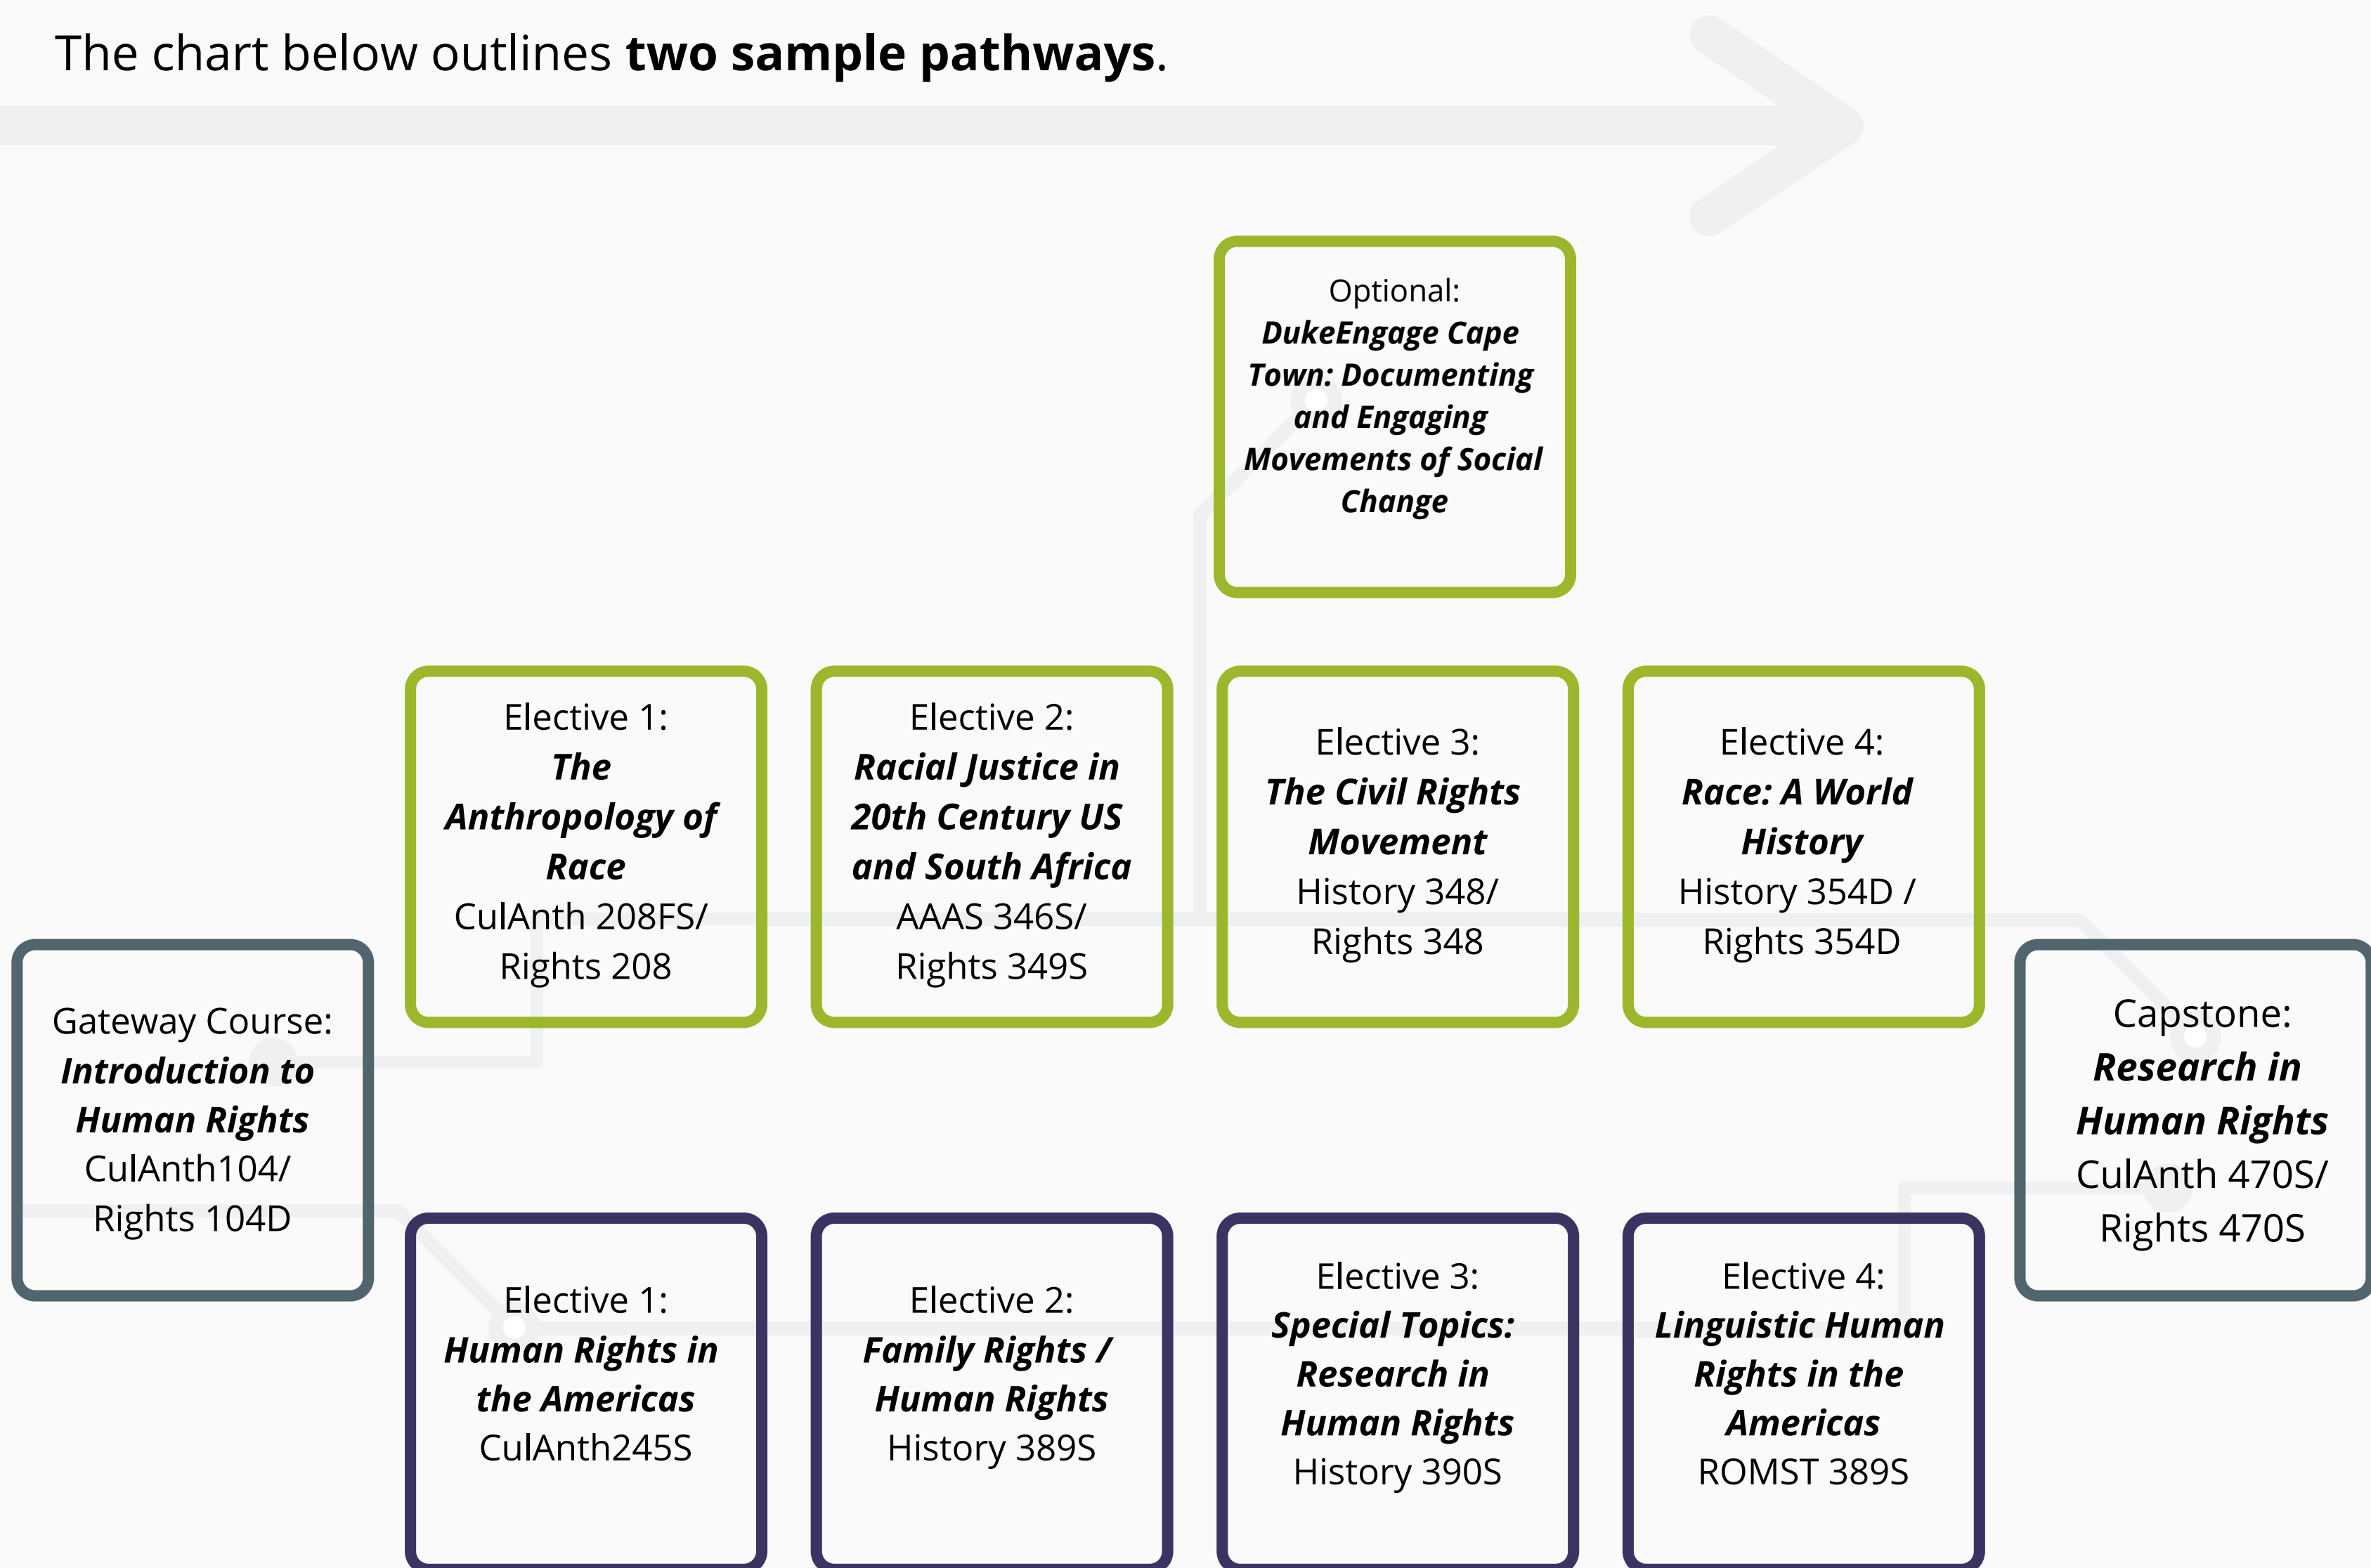 The chart below outlines two sample pathways.
Optional:
DukeEngage Cape
Town: Documenting
and Engaging
Movements of Social
Change
Gateway Course:
Introduction to
Human Rights
CulAnth104/
Rights 104D
Elective 1:
The
Anthropology of
Race
CulAnth 208FS/
Rights 208
Elective 2:
Racial Justice in
20th Century US
and South Africa
AAAS 346S/
Rights 349S
Elective 3:
The Civil Rights
Movement
History 348/
Rights 348
Elective 4:
Race: A World
History
History 354D /
Rights 354D
Elective 1:
Human Rights in
the Americas
CulAnth245S
Elective 2:
Family Rights /
Human Rights
History 389S
Elective 3:
Special Topics:
Research in
Human Rights
History 390S
Elective 4:
Linguistic Human
Rights in the
Americas
ROMST 389S
Capstone:
Research in
Human Rights
CulAnth 470S/
Rights 470S